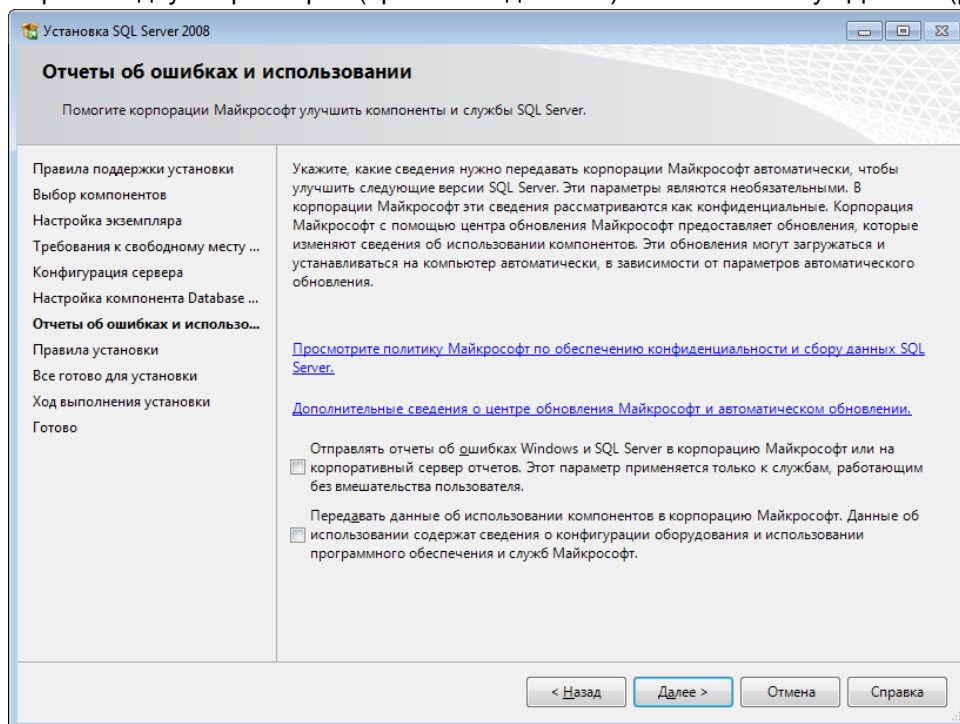 Установка SQL Server 2008
Отчеты об ошибках и использовании
Помогите корпорации Майкрософт улучшить компоненты и службы SQL Server.
Правила поддержки установки
Выбор компонентов
Настройка экземпляра
Требования к свободному месту ...
Конфигурация сервера
Настройка компонента Database ...
Отчеты об ошибках и использо...
Правила установки
Все готово для установки
Ход выполнения установки
Готово
Укажите, какие сведения нужно передавать корпорации Майкрософт автоматически, чтобы
улучшить следующие версии SQL Server. Эти параметры являются необязательными. В
корпорации Майкрософт эти сведения рассматриваются как конфиденциальные. Корпорация
Майкрософт с помощью центра обновления Майкрософт предоставляет обновления, которые
изменяют сведения об использовании компонентов. Эти обновления могут загружаться и
устанавливаться на компьютер автоматически, в зависимости от параметров автоматического
обновления.
Просмотрите политику Майкрософт по обеспечению конфиденциальности и сбору данных SQL
Server.
Дополнительные сведения о центре обновления Майкрософт и автоматическом обновлении.
Отправлять отчеты об ошибках Windows и SQL Server в корпорацию Майкрософт или на
корпоративный сервер отчетов. Этот параметр применяется только к службам, работающим
без вмешательства пользователя.
Передавать данные об использовании компонентов в корпорацию Майкрософт. Данные об
использовании содержат сведения о конфигурации оборудования и использовании
программного обеспечения и служб Майкрософт.
< Назад
Далее >
Отмена
Справка